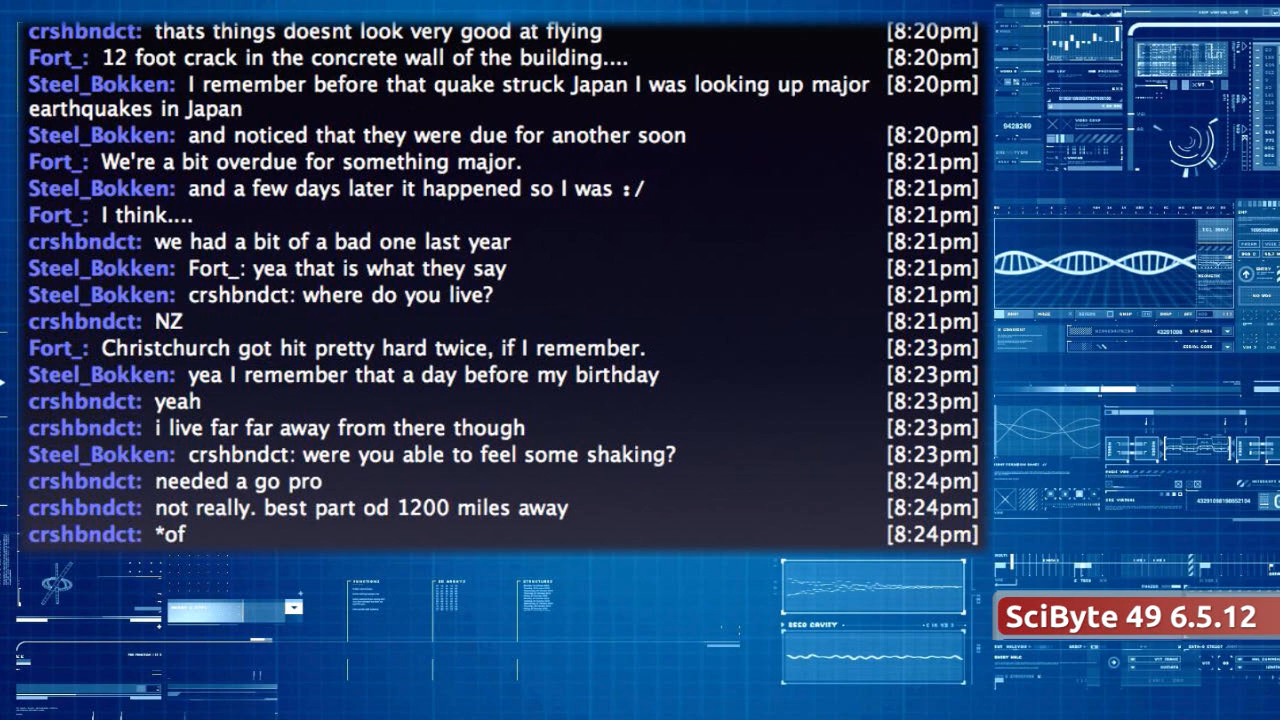 crshbndct: thats things doesnt look very good at flying [8:20pm]
Fort_: 12 foot crack in the concrete wall of the building.... [8:20pm]
Steel_Bokken: I remember before that quake struck Japan I was looking up major [8:20pm]
earthquakes in Japan
Steel_Bokken: and noticed that they were due for another soon [8:20pm]
Fort_: We're a bit overdue for something major. [8:21pm]
Steel_Bokken: and a few days later it happened so I was :/ [8:21pm]
Fort_: I think.... [8:21pm]
crshbndct: we had a bit of a bad one last year [8:21pm]
Steel_Bokken: Fort_: yea that is what they say [8:21pm]
Steel_Bokken: crshbndct: where do you live? [8:21pm]
crshbndct: NZ [8:21pm]
Fort_: Christchurch got hit pretty hard twice, if I remember. [8:23pm]
Steel_Bokken: yea I remember that a day before my birthday [8:23pm]
crshbndct: yeah [8:23pm]
crshbndct: i live far far away from there though [8:23pm]
Steel_Bokken: crshbndct: were you able to feel some shaking? [8:23pm]
crshbndct: needed a go pro [8:24pm]
crshbndct: not really. best part od 1200 miles away [8:24pm]
crshbndct: *of [8:24pm]
9428249
SciByte 49 6.5.12